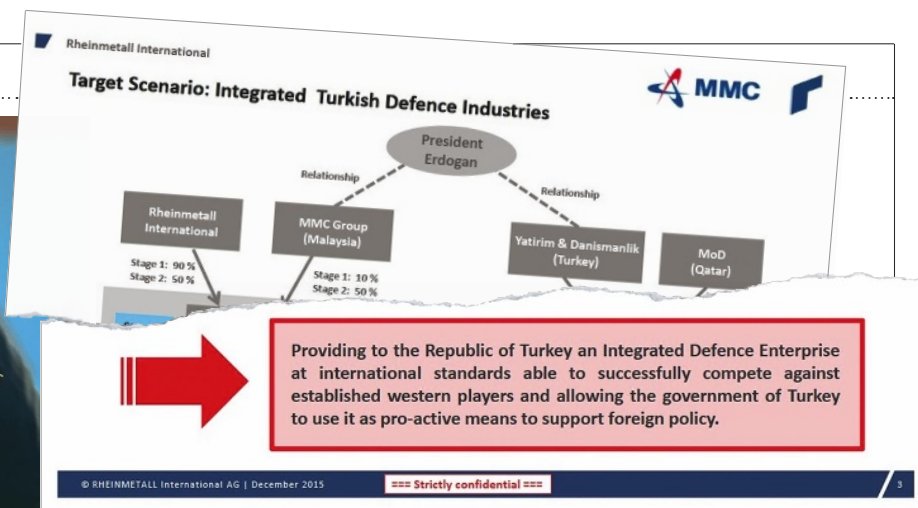 Rheinmetall International
Target Scenario: Integrated Turkish Defence Industries
MMC
President
Erdogan
Relationship
Relationship
Rheinmetall
International
MMC Group
(Malaysia)
Yatirim & Danismanlik
(Turkey)
MoD
(Qatar)
Stage 1: 90 %
Stage 2: 50 %
Stage 1: 10 %
Stage 2: 50 %
Providing to the Republic of Turkey an Integrated Defence Enterprise
at international standards able to successfully compete against
established western players and allowing the government of Turkey
to use it as pro-active means to support foreign policy.
© RHEINMETALL International AG | December 2015
=== Strictly confidential ===
3